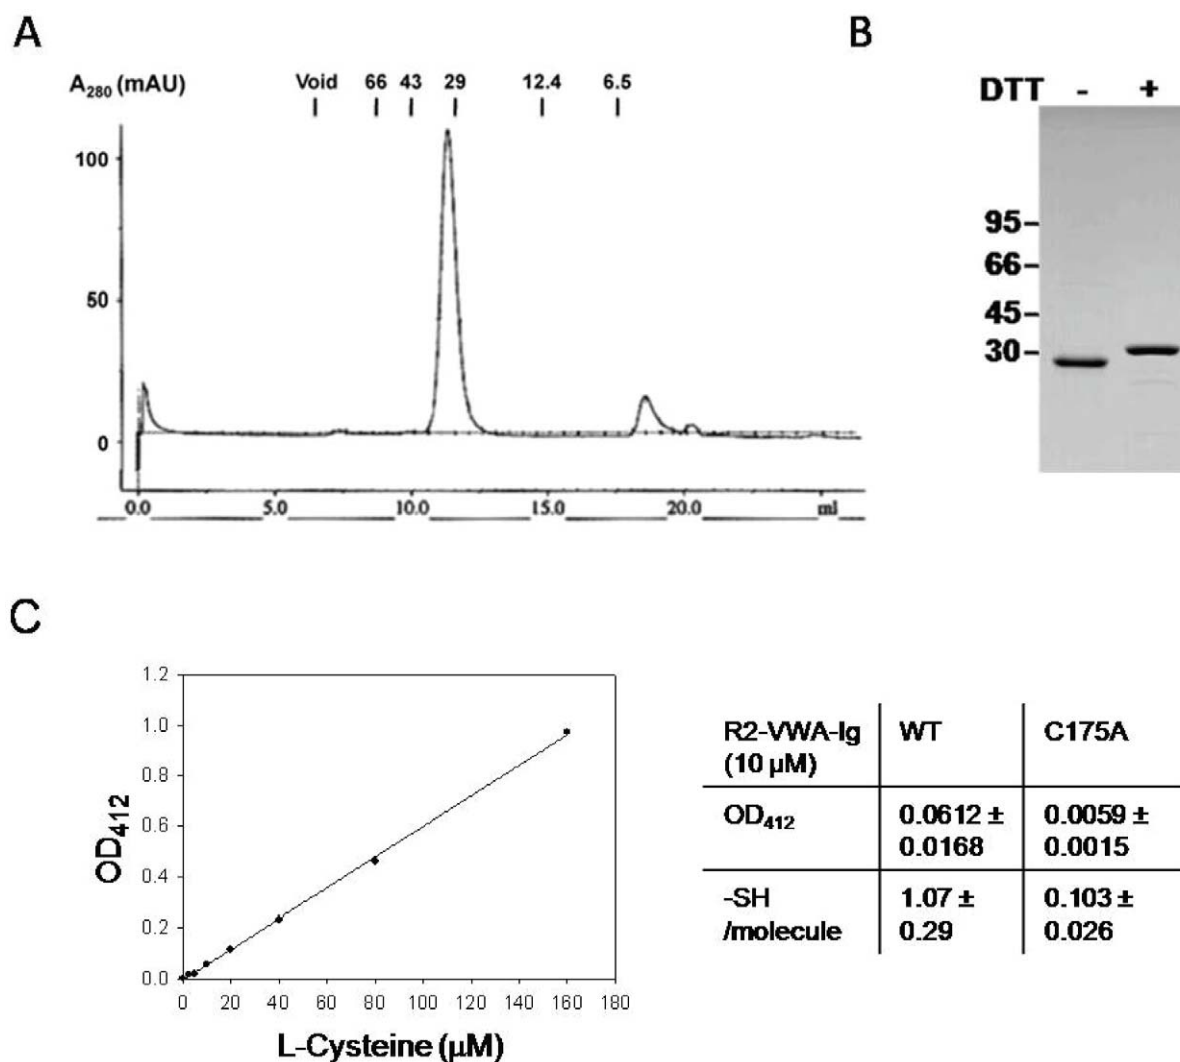 A
B
A280 (mAU)
Void 66 43 29 12.4 6.5
100
50
0
0.0 5.0 10.0 15.0 20.0 ml
DTT - +
95
66
45
30
C
OD412
1.2
1.0
0.8
0.6
0.4
0.2
0.0
0 20 40 60 80 100 120 140 160 180
L-Cysteine (µM)
R2-VWA-Ig WT C175A
(10 µM)
OD412 0.0612 ± 0.0059 ±
0.0168 0.0015
-SH 1.07 ± 0.103 ±
/molecule 0.29 0.026